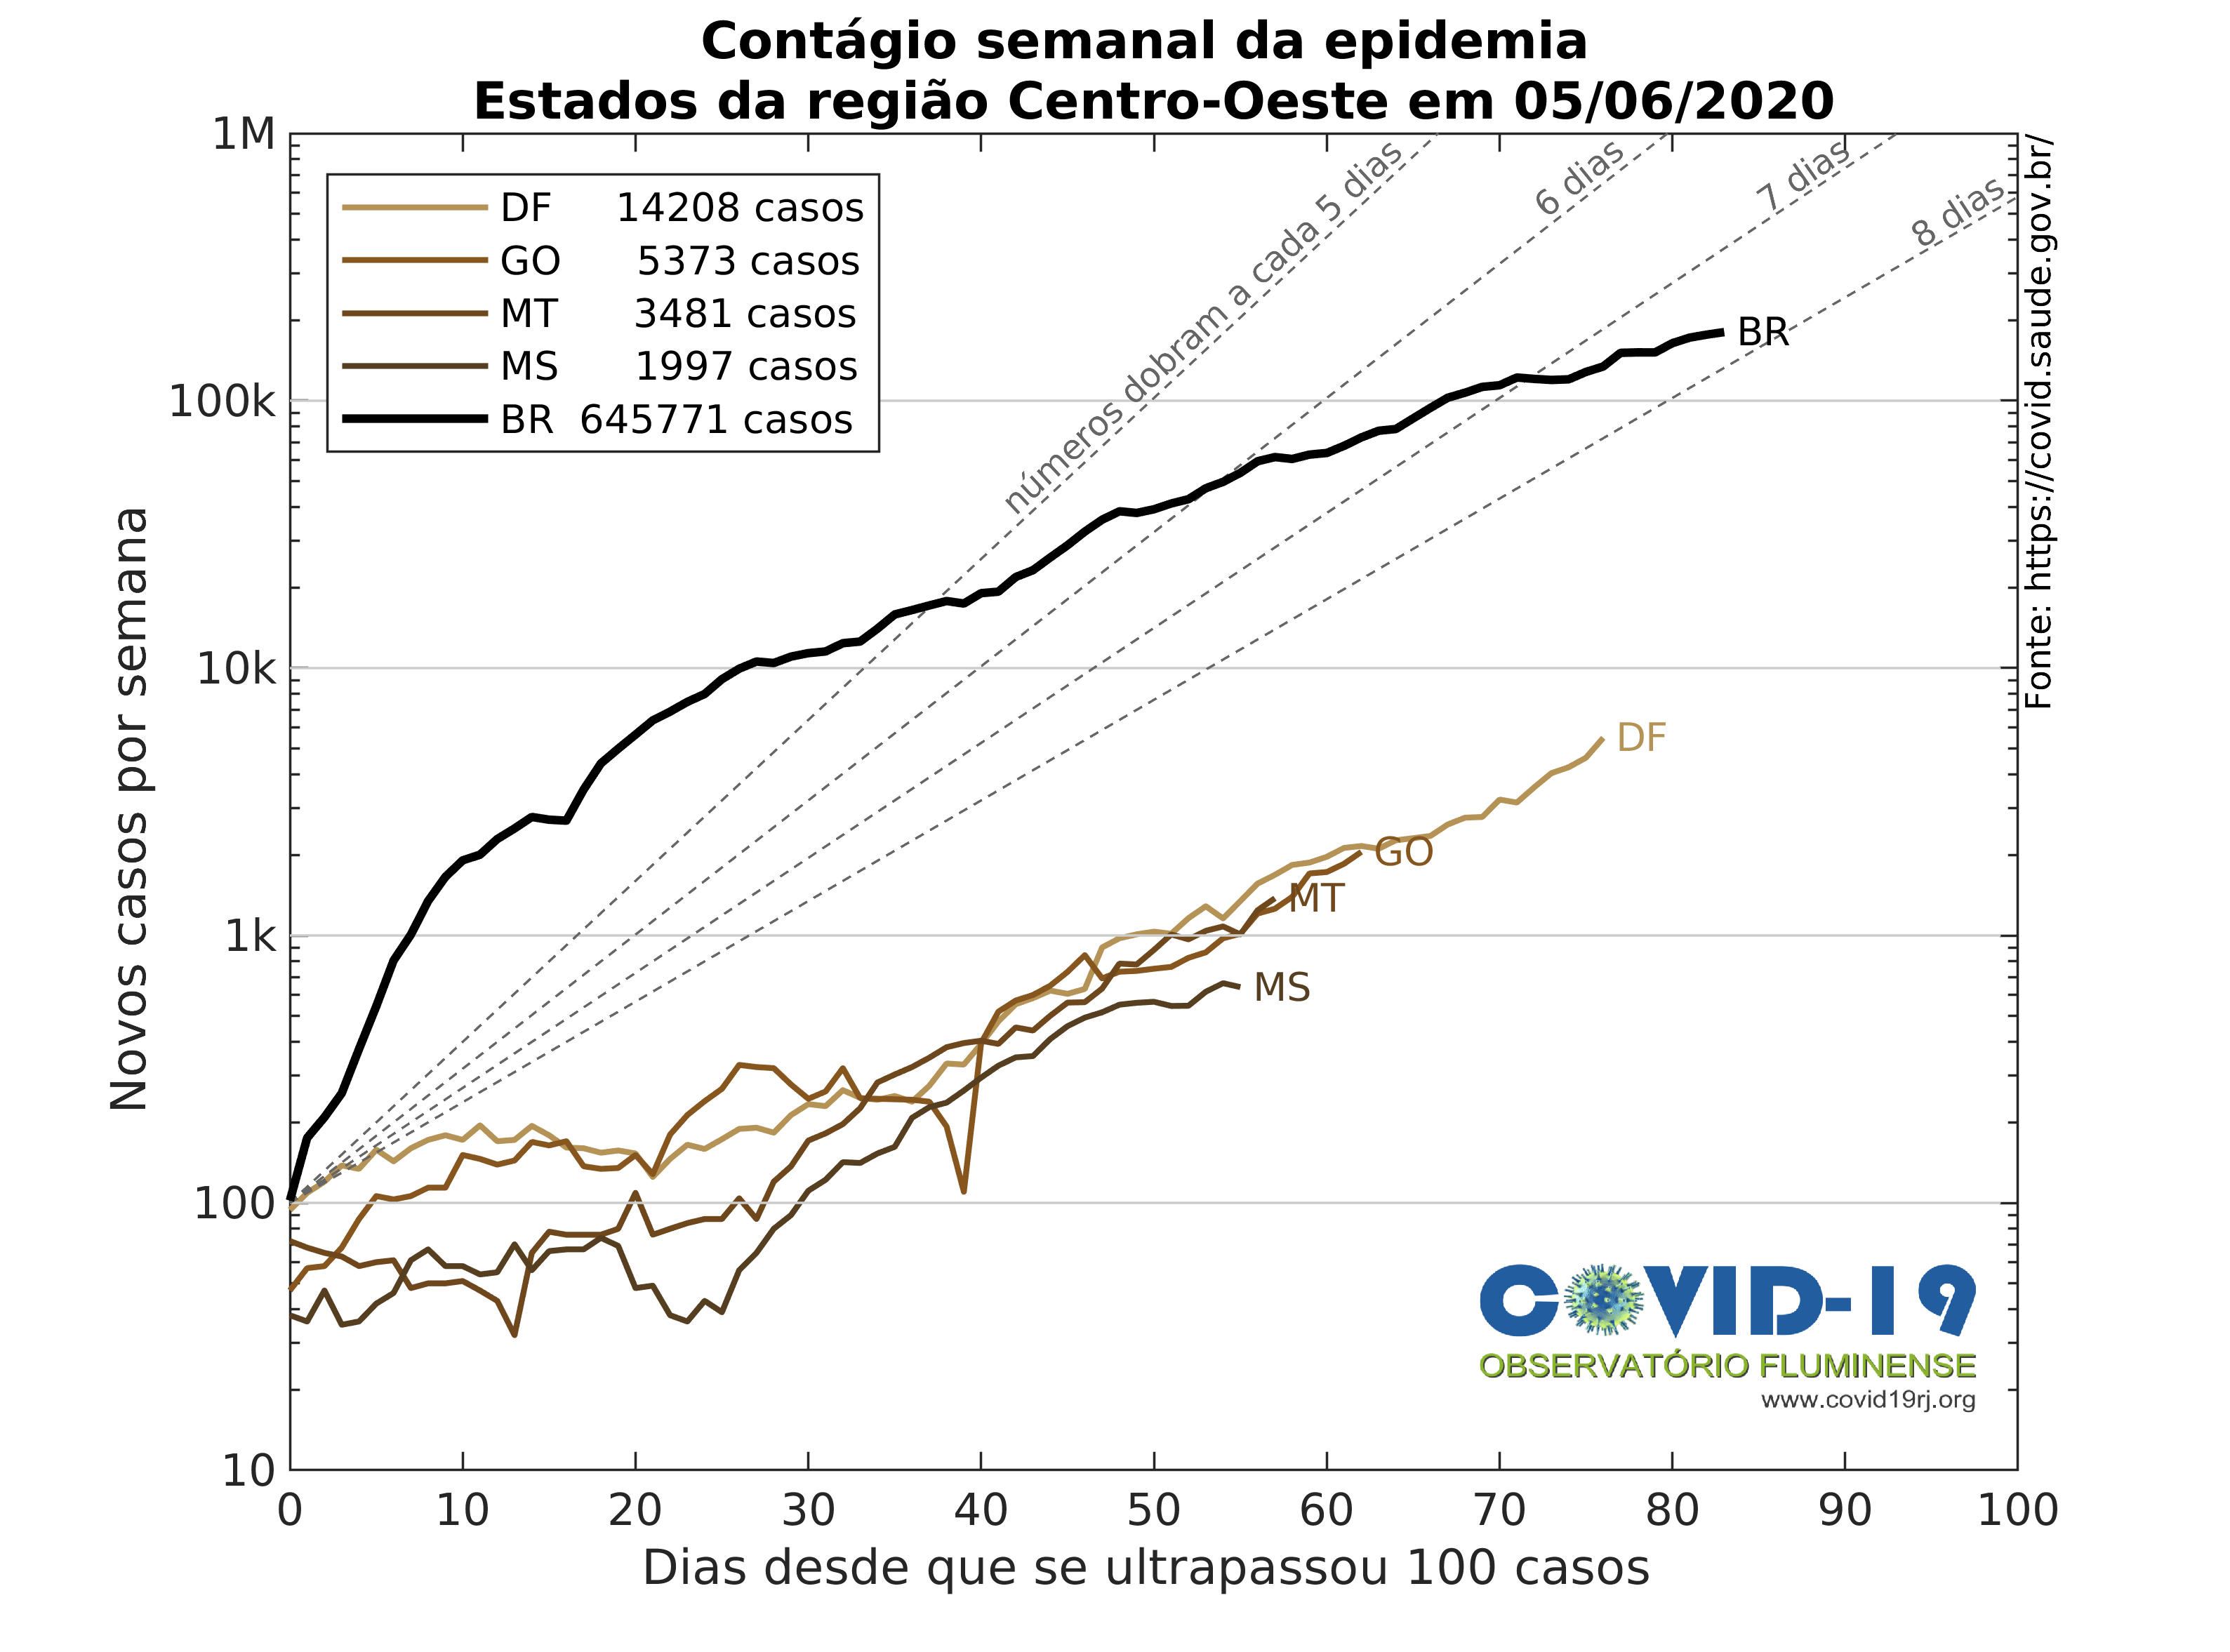 Contágio semanal da epidemia
Estados da região Centro-Oeste em 05/06/2020
1M
100k
10k
1k
100
10
Novos casos por semana
DF 14208 casos
GO 5373 casos
MT 3481 casos
MS 1997 casos
BR 645771 casos
números dobram a cada 5 dias
6 dias
7 dias
8 dias
BR
DF
GO
MT
MS
Fonte: https://covid.saude.gov.br/
COVID-19
OBSERVATÓRIO FLUMINENSE
www.covid19rj.org
0 10 20 30 40 50 60 70 80 90 100
Dias desde que se ultrapassou 100 casos